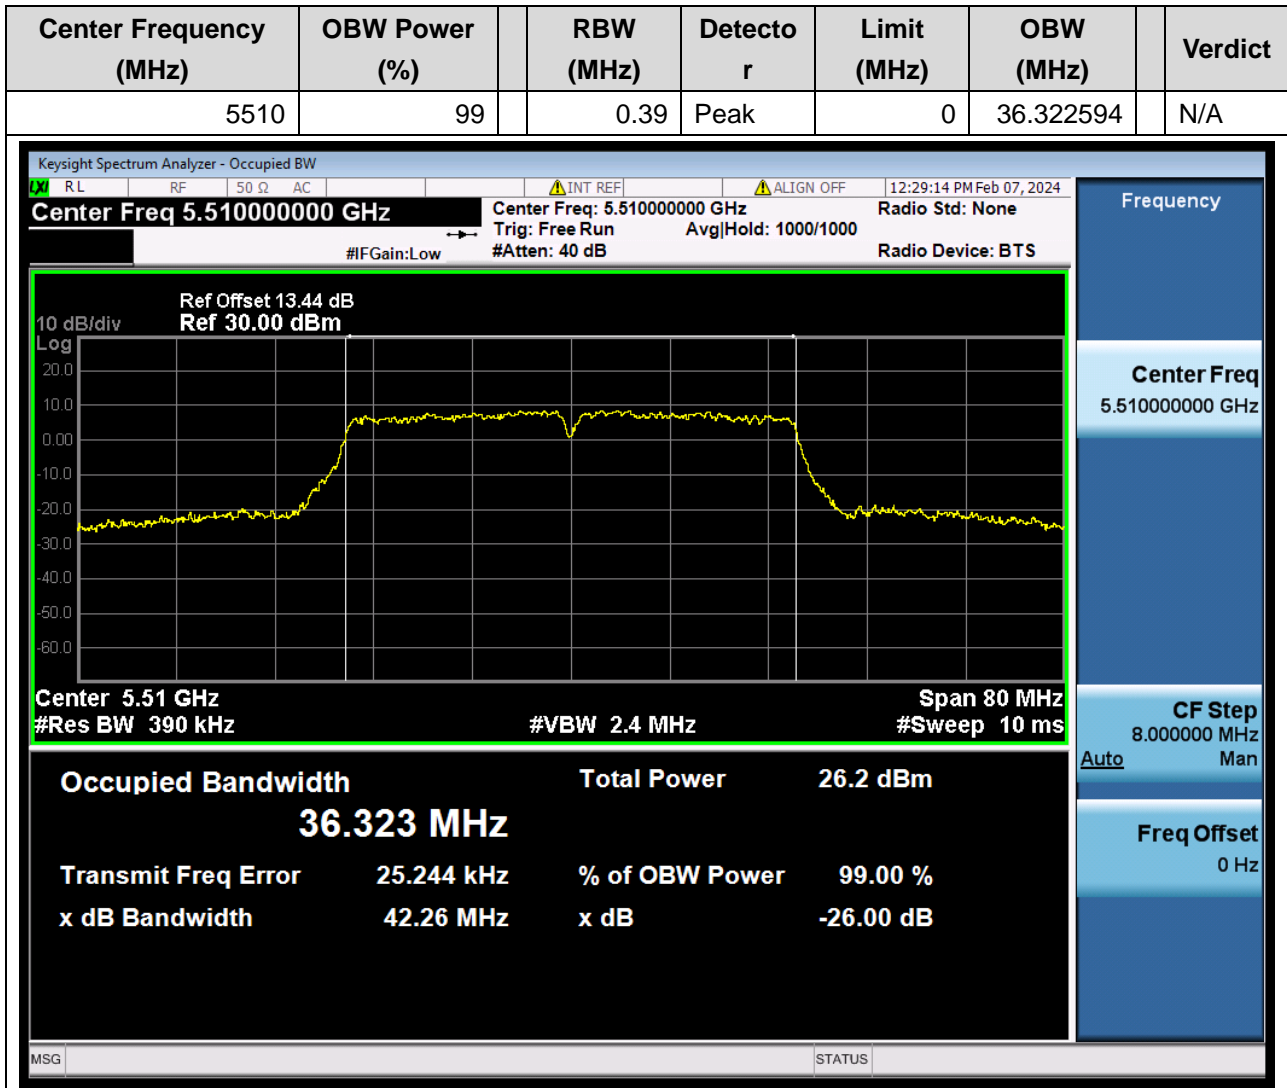 Center Frequency (MHz) OBW Power (%) RBW (MHz) Detecto r Limit (MHz) OBW (MHz) Verdict
5510 99 0.39 Peak 0 36.322594 N/A
Keysight Spectrum Analyzer - Occupied BW
LXI RL RF 50 Ω AC INT REF ALIGN OFF 12:29:14 PM Feb 07, 2024
Center Freq 5.510000000 GHz
Center Freq: 5.510000000 GHz Radio Std: None
Trig: Free Run Avg|Hold: 1000/1000
#IFGain:Low #Atten: 40 dB Radio Device: BTS
Frequency
Ref Offset 13.44 dB
10 dB/div Ref 30.00 dBm
Log
20.0
10.0
0.00
-10.0
-20.0
-30.0
-40.0
-50.0
-60.0
Center 5.51 GHz Span 80 MHz
#Res BW 390 kHz #VBW 2.4 MHz #Sweep 10 ms
Center Freq
5.510000000 GHz
CF Step
8.000000 MHz
Auto Man
Freq Offset
0 Hz
Occupied Bandwidth Total Power 26.2 dBm
36.323 MHz
Transmit Freq Error 25.244 kHz % of OBW Power 99.00 %
x dB Bandwidth 42.26 MHz x dB -26.00 dB
MSG STATUS